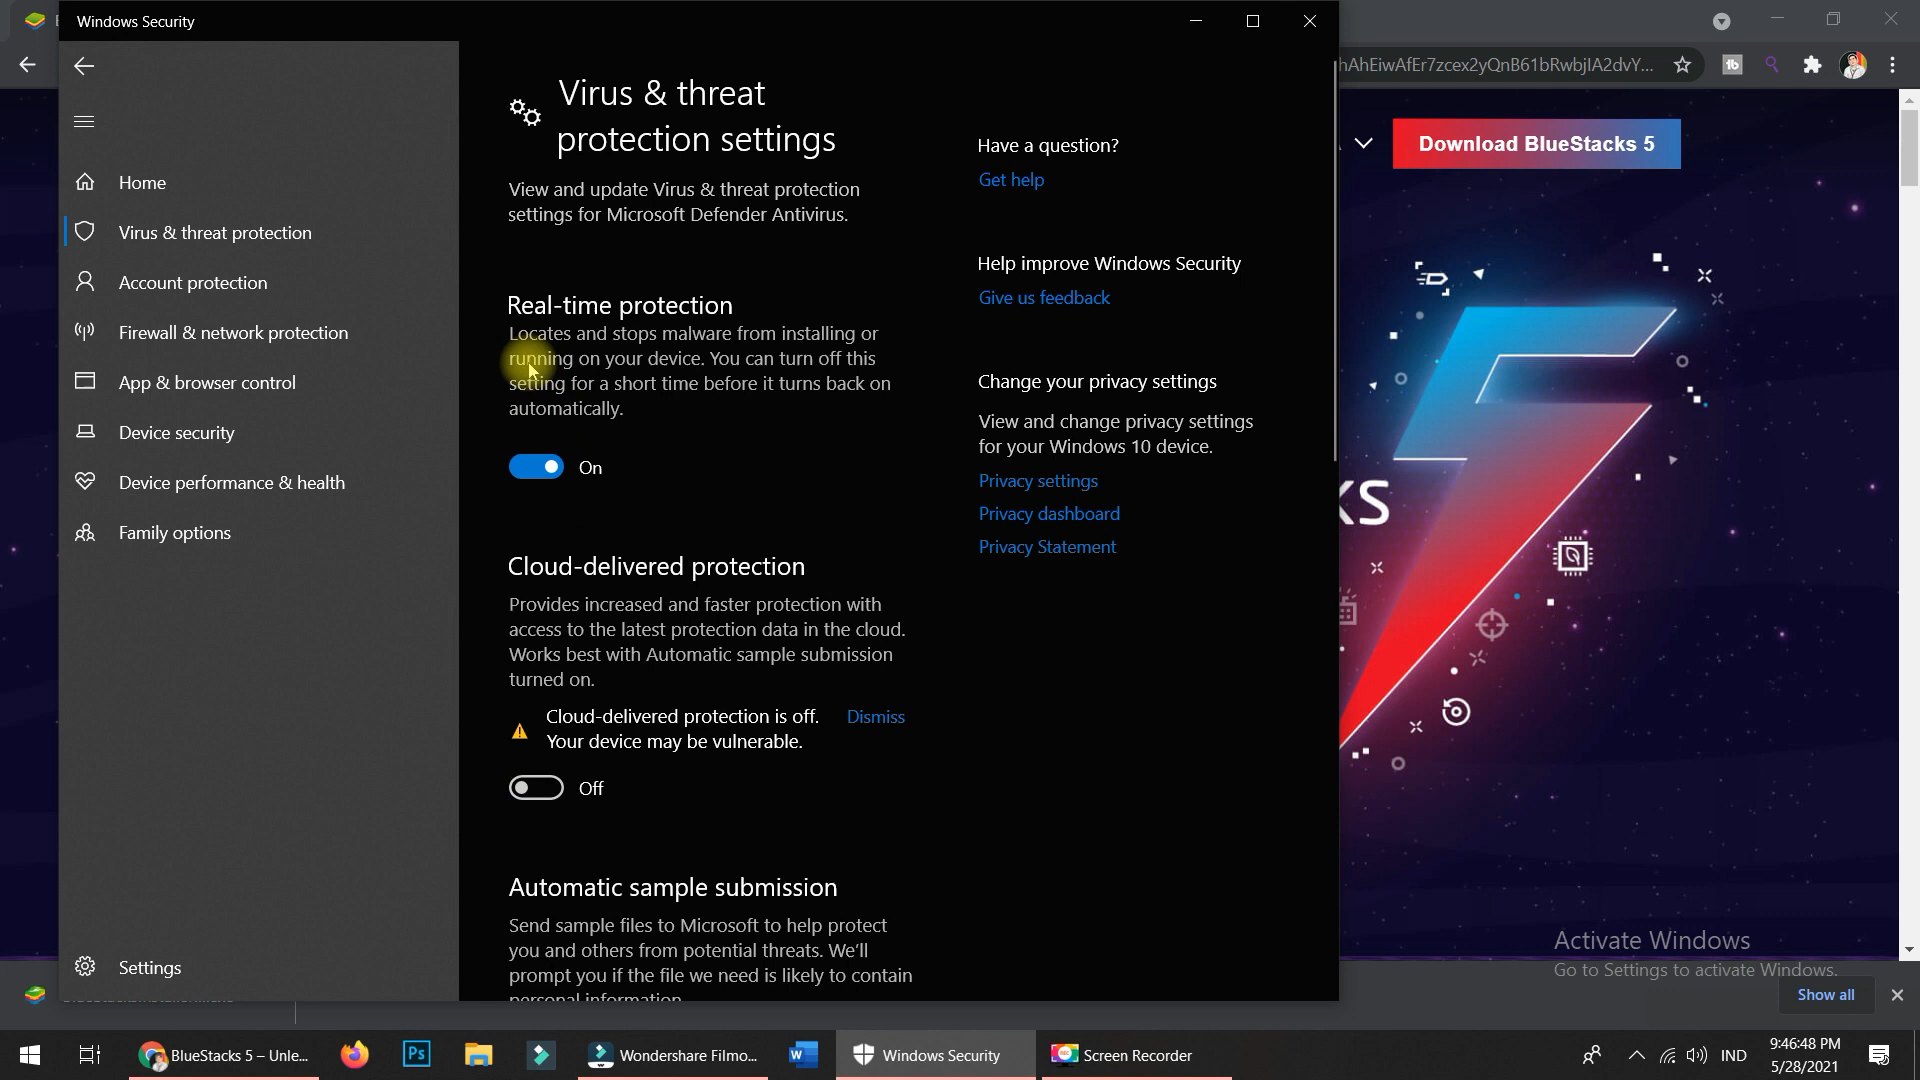 Windows Security
hAhEiwAfEr7zcex2yQnB61bRwbjIA2dvY...
Home
Virus & threat protection
Account protection
Firewall & network protection
App & browser control
Device security
Device performance & health
Family options
Settings
Virus & threat
protection settings
View and update Virus & threat protection
settings for Microsoft Defender Antivirus.
Real-time protection
Locates and stops malware from installing or
running on your device. You can turn off this
setting for a short time before it turns back on
automatically.
On
Cloud-delivered protection
Provides increased and faster protection with
access to the latest protection data in the cloud.
Works best with Automatic sample submission
turned on.
Cloud-delivered protection is off. Dismiss
Your device may be vulnerable.
Off
Automatic sample submission
Send sample files to Microsoft to help protect
you and others from potential threats. We'll
prompt you if the file we need is likely to contain
personal information.
Have a question?
Get help
Help improve Windows Security
Give us feedback
Change your privacy settings
View and change privacy settings
for your Windows 10 device.
Privacy settings
Privacy dashboard
Privacy Statement
Download BlueStacks 5
KS
Activate Windows
Go to Settings to activate Windows.
Show all
BlueStacks 5 – Unle...
Ps
Wondershare Filmo...
Windows Security
Screen Recorder
IND
9:46:48 PM
5/28/2021